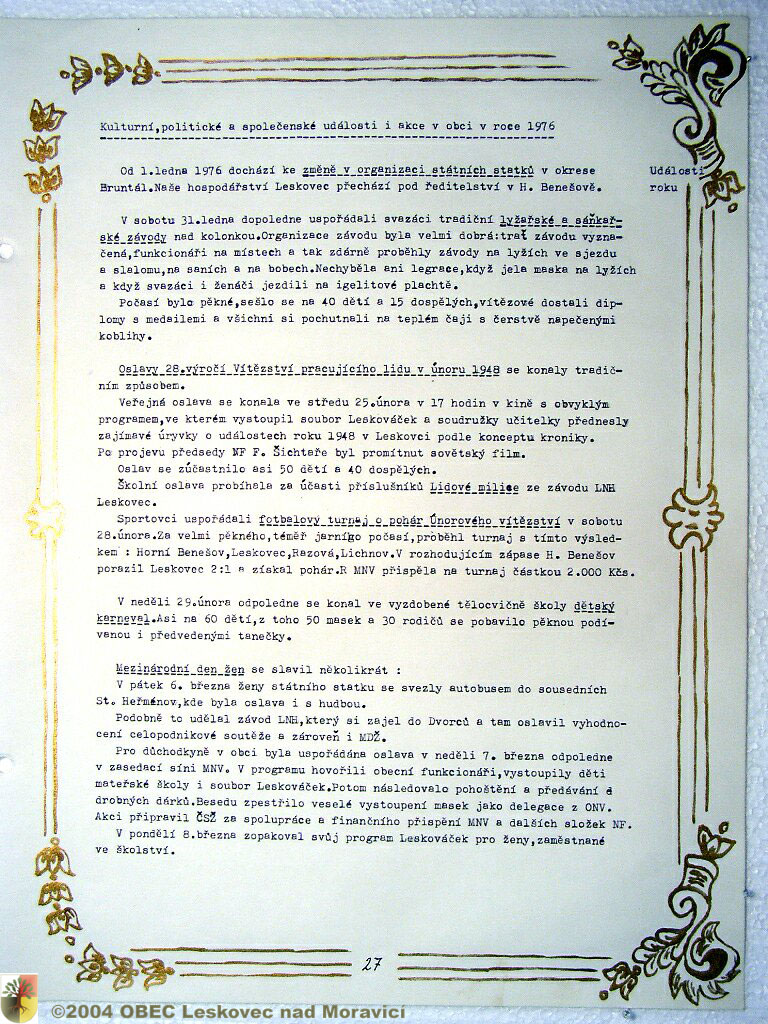 Kulturní,politické a společenské události i akce v obci v roce 1976
Od 1.ledna 1976 dochází ke změně v organizaci státních statků v okrese
Bruntál.Naše hospodářství Leskovec přechází pod ředitelství v H. Benešově.
Události
roku
V sobotu 31.ledna dopoledne uspořádali svazáci tradiční lyžařské a sáňkař-
ské závody nad kolonkou.Organizace závodu byla velmi dobrá:trať závodu vyzna-
čená,funkcionáři na místech a tak zdárně proběhly závody na lyžích ve sjezdu
a slalomu,na saních a na bobech.Nechyběla ani legrace,když jela maska na lyžích
a když svazáci i ženáči jezdili na igelitové plachtě.
Počasí bylo pěkné,sešlo se na 40 dětí a 15 dospělých,vítězové dostali dip-
lomy s medailemi a všichni si pochutnali na teplém čaji s čerstvě napečenými
koblihy.
Oslavy 28.výročí Vítězství pracujícího lidu v únoru 1948 se konaly tradič-
ním způsobem.
Veřejná oslava se konala ve středu 25.února v 17 hodin v kině s obvyklým
programem,ve kterém vystoupil soubor Leskováček a soudružky učitelky přednesly
zajímavé úryvky o událostech roku 1948 v Leskovci podle konceptu kroniky.
Po projevu předsedy NF F. Šichtaře byl promítnut sovětský film.
Oslav se zúčastnilo asi 50 dětí a 40 dospělých.
Školní oslava probíhala za účasti příslušníků Lidové milice ze závodu LNH
Leskovec.
Sportovci uspořádali fotbalový turnaj o pohár Únorového vítězství v sobotu
28.února.Za velmi pěkného,téměř jarního počasí,proběhl turnaj s tímto výsled-
kem : Horní Benešov,Leskovec,Razová,Lichnov.V rozhodujícím zápase H. Benešov
porazil Leskovec 2:1 a získal pohár.R MNV přispěla na turnaj částkou 2.000 Kčs.
V neděli 29.února odpoledne se konal ve vyzdobené tělocvičně školy dětský
karneval.Asi na 60 dětí,z toho 50 masek a 30 rodičů se pobavilo pěknou podí-
vanou i předvedenými tanečky.
Mezinárodní den žen se slavil několikrát :
V pátek 6. března ženy státního statku se svezly autobusem do sousedních
St. Heřmánov,kde byla oslava i s hudbou.
Podobně to udělal závod LNH,který si zajel do Dvorců a tam oslavil vyhodno-
cení celopodnikové soutěže a zároveň i MDŽ.
Pro důchodkyně v obci byla uspořádána oslava v neděli 7. března odpoledne
v zasedací síni MNV. V programu hovořili obecní funkcionáři,vystoupily děti
mateřské školy i soubor Leskováček.Potom následovalo pohoštění a předávání d
drobných dárků.Besedu zpestřilo veselé vystoupení masek jako delegace z ONV.
Akci připravil ČSŽ za spolupráce a finančního přispění MNV a dalších složek NF.
V pondělí 8.března zopakoval svůj program Leskováček pro ženy,zaměstnané
ve školství.
27
©2004 OBEC Leskovec nad Moravicí